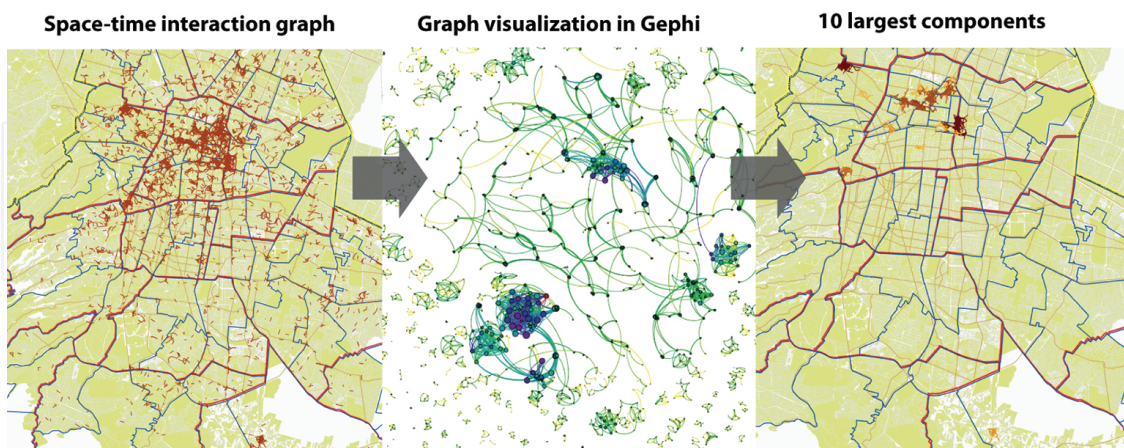 Space-time interaction graph
Graph visualization in Gephi
10 largest components